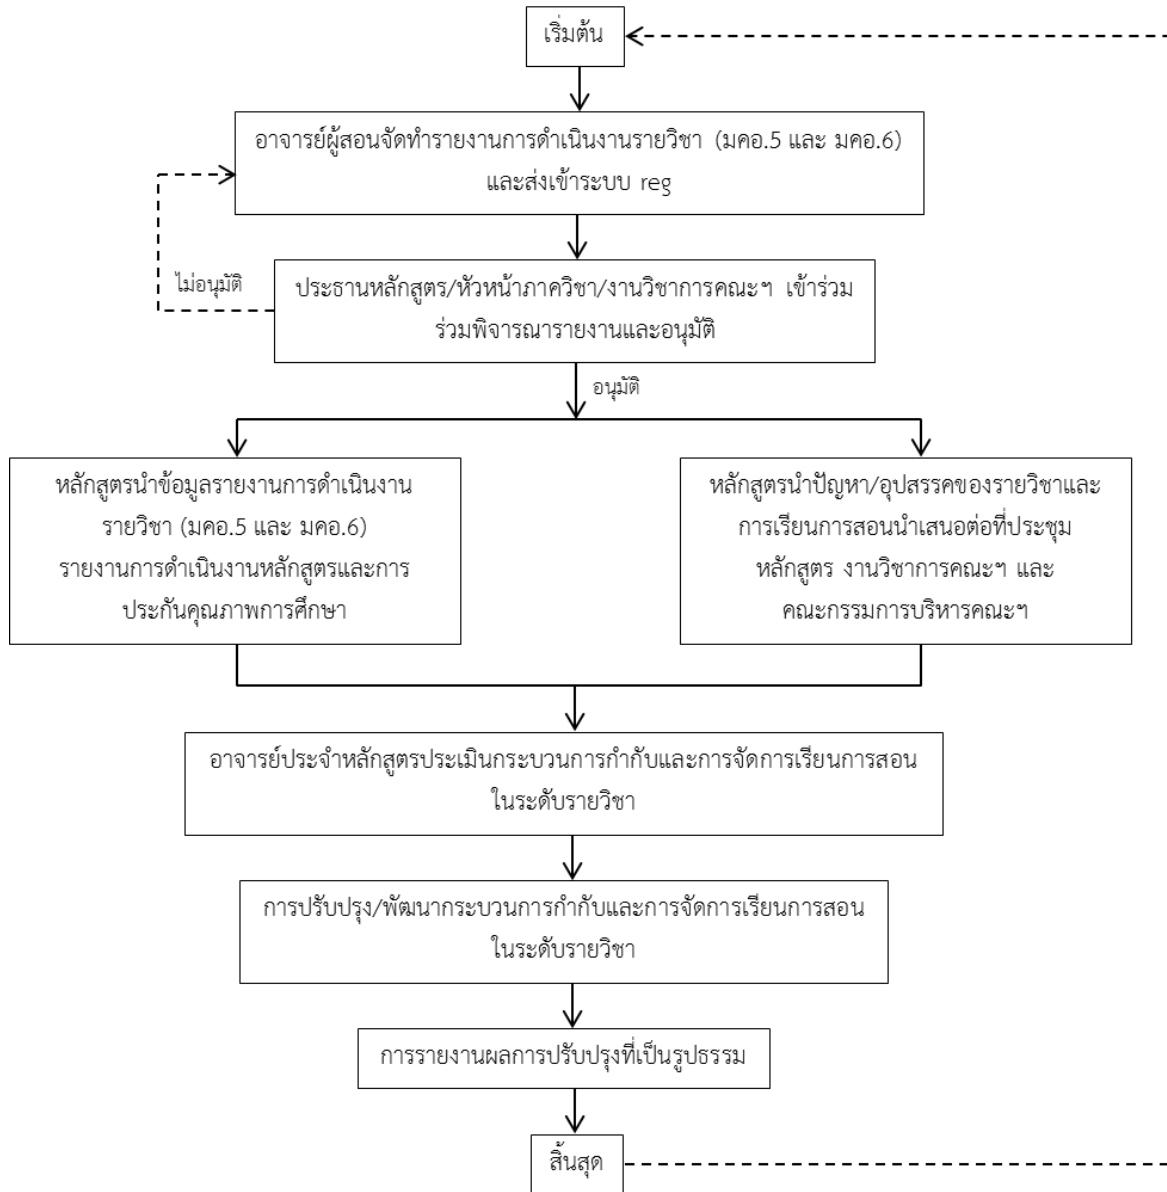 เริ่มต้น
อาจารย์ผู้สอนจัดทำรายงานการดำเนินงานรายวิชา (มคอ.5 และ มคอ.6)
และส่งเข้าระบบ reg
ไม่อนุมัติ
ประธานหลักสูตร/หัวหน้าภาควิชา/งานวิชาการคณะฯ เข้าร่วม
ร่วมพิจารณารายงานและอนุมัติ
อนุมัติ
หลักสูตรนำข้อมูลรายงานการดำเนินงาน
รายวิชา (มคอ.5 และ มคอ.6)
รายงานการดำเนินงานหลักสูตรและการ
ประกันคุณภาพการศึกษา
หลักสูตรนำปัญหา/อุปสรรคของรายวิชาและ
การเรียนการสอนนำเสนอต่อที่ประชุม
หลักสูตร งานวิชาการคณะฯ และ
คณะกรรมการบริหารคณะฯ
อาจารย์ประจำหลักสูตรประเมินกระบวนการกำกับและการจัดการเรียนการสอน
ในระดับรายวิชา
การปรับปรุง/พัฒนากระบวนการกำกับและการจัดการเรียนการสอน
ในระดับรายวิชา
การรายงานผลการปรับปรุงที่เป็นรูปธรรม
สิ้นสุด